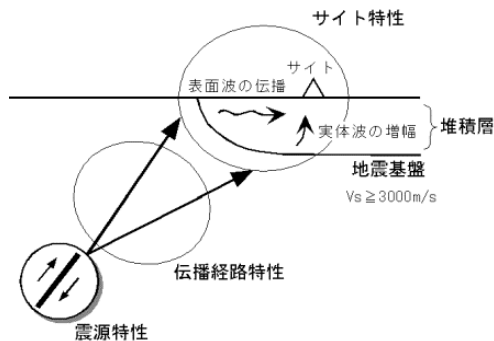 サイト特性
サイト
表面波の伝播
実体波の増幅
堆積層
地震基盤
Vs≧3000m/s
伝播経路特性
震源特性